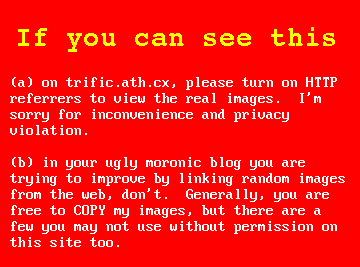 If you can see this
(a) on trific.ath.cx, please turn on HTTP
referrers to view the real images.  I'm
sorry for inconvenience and privacy
violation.
(b) in your ugly moronic blog you are
trying to improve by linking random images
from the web, don't.  Generally, you are
free to COPY my images, but there are a
few you may not use without permission on
this site too.